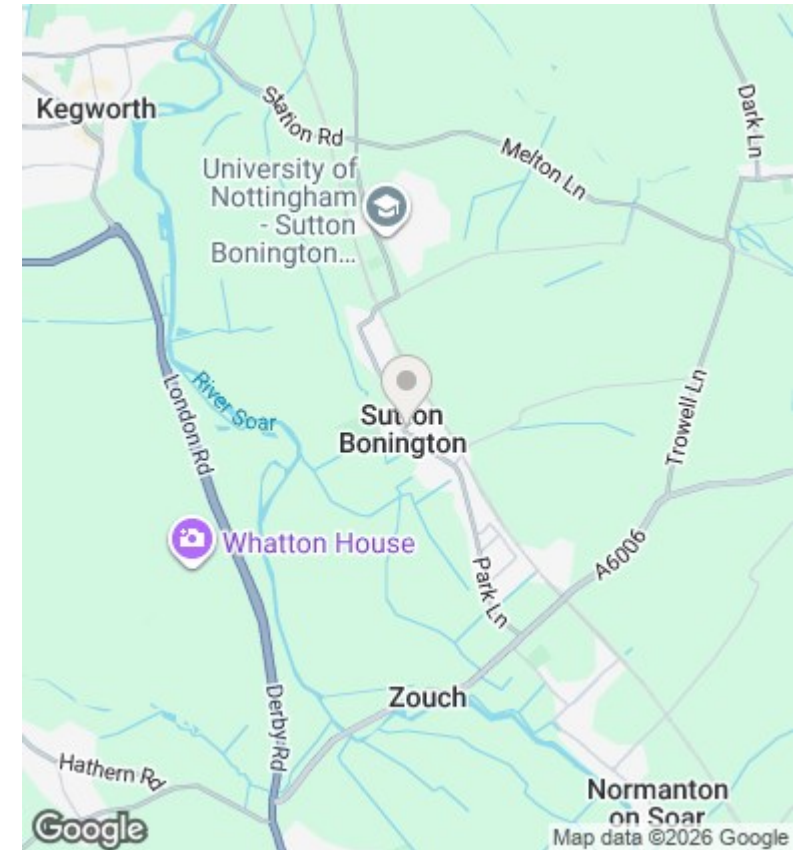 Kegworth
Station Rd
Dark Ln
Melton Ln
University of
Nottingham
- Sutton
Bonington...
River Soar
London Rd
Sutton
Bonington
Trowell Ln
Whatton House
A6006
Park Ln
Zouch
Derby Rd
Hathern Rd
Normanton
on Soar
Google
Map data ©2026 Google